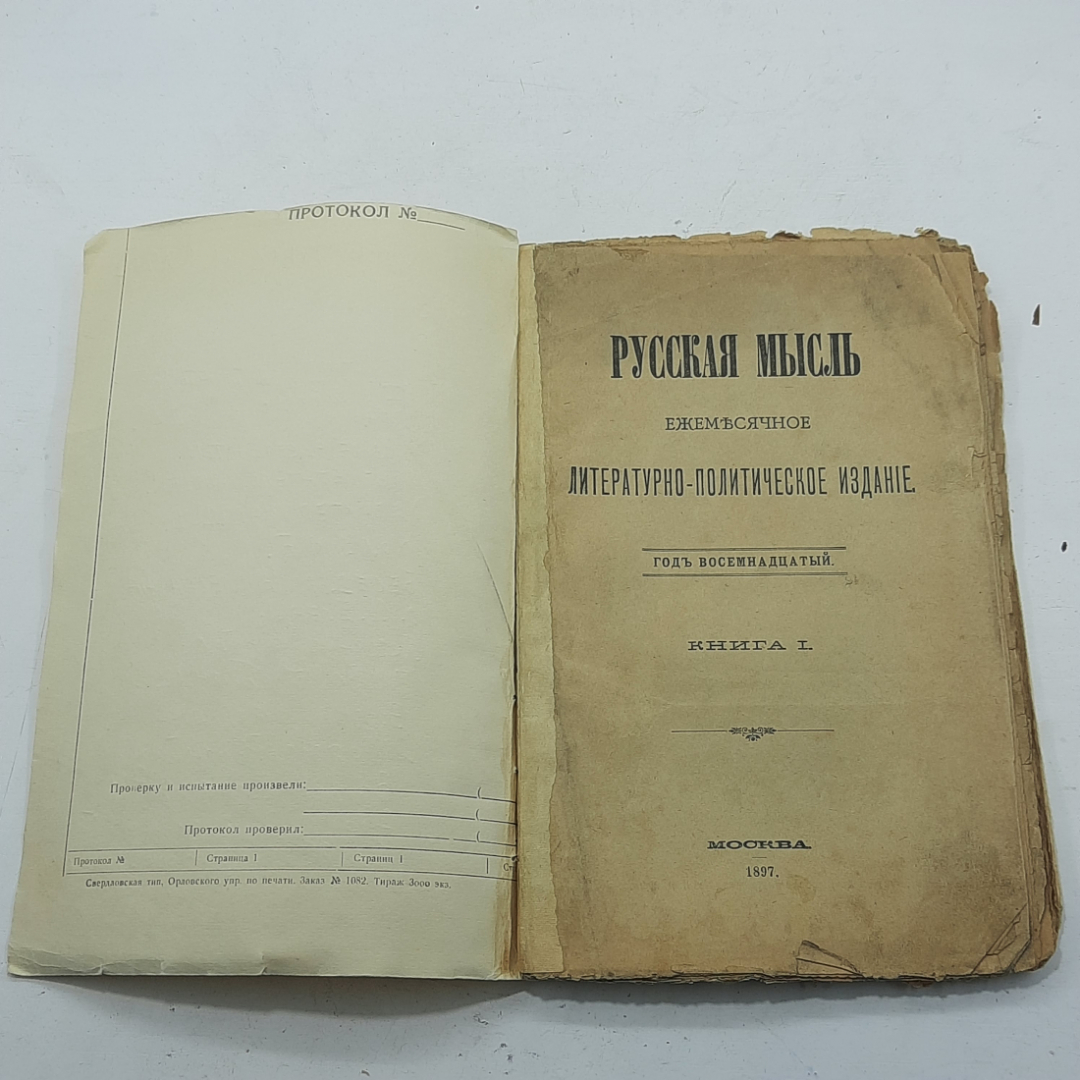 ПРОТОКОЛ №
Проверку и испытание произвели: (
(
Протокол проверил: (
Протокол № Страница 1 Страниц 1
Свердловская тип. Орловского упр. по печати. Заказ № 1082. Тираж 3000 экз.
РУССКАЯ МЫСЛЬ
ЕЖЕМѢСЯЧНОЕ
ЛИТЕРАТУРНО-ПОЛИТИЧЕСКОЕ ИЗДАНІЕ.
ГОДЪ ВОСЕМНАДЦАТЫЙ.
КНИГА I.
МОСКВА.
1897.